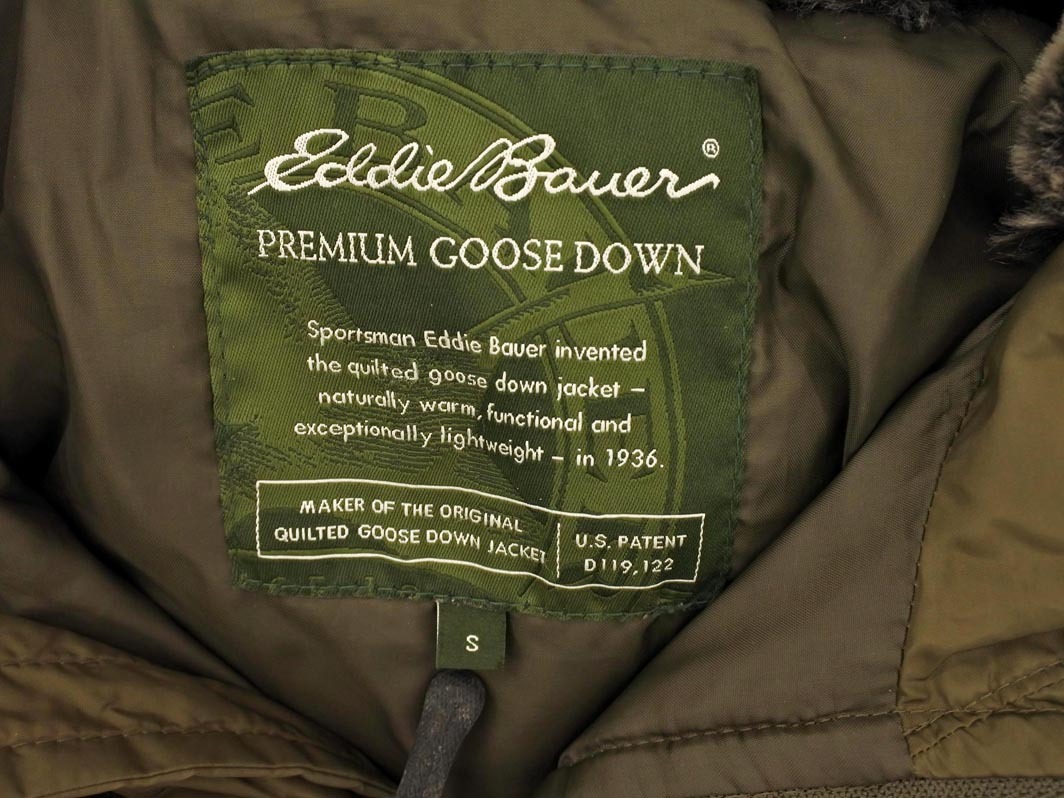 Eddie Bauer®
PREMIUM GOOSE DOWN
Sportsman Eddie Bauer invented
the quilted goose down jacket –
naturally warm, functional and
exceptionally lightweight – in 1936.
MAKER OF THE ORIGINAL
QUILTED GOOSE DOWN JACKET
U.S. PATENT
D119,122
S